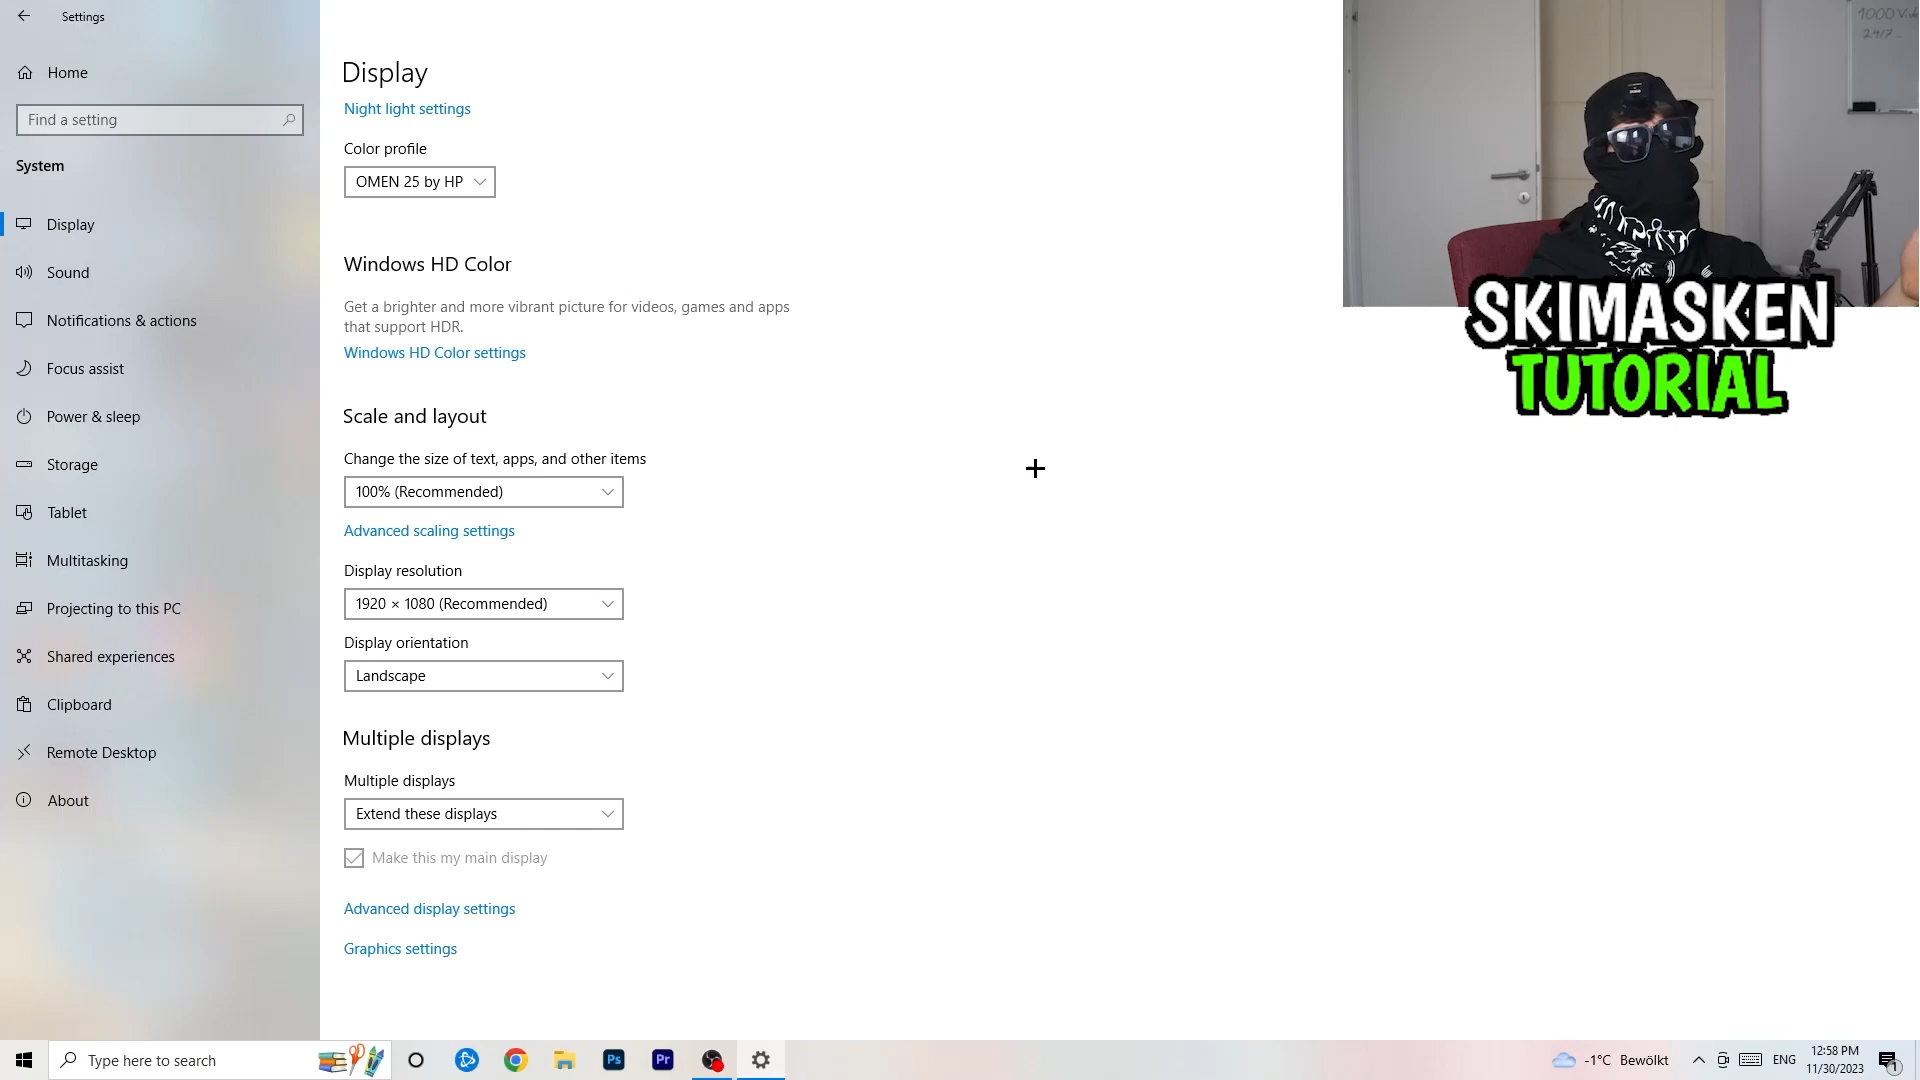 Settings
Home
Find a setting
System
Display
Sound
Notifications & actions
Focus assist
Power & sleep
Storage
Tablet
Multitasking
Projecting to this PC
Shared experiences
Clipboard
Remote Desktop
About
Display
Night light settings
Color profile
OMEN 25 by HP
Windows HD Color
Get a brighter and more vibrant picture for videos, games and apps
that support HDR.
Windows HD Color settings
Scale and layout
Change the size of text, apps, and other items
100% (Recommended)
Advanced scaling settings
Display resolution
1920 × 1080 (Recommended)
Display orientation
Landscape
Multiple displays
Multiple displays
Extend these displays
Make this my main display
Advanced display settings
Graphics settings
1000
24/7
SKIMASKEN
TUTORIAL
Type here to search
Ps
Pr
-1°C Bewölkt
ENG
12:58 PM
11/30/2023
1